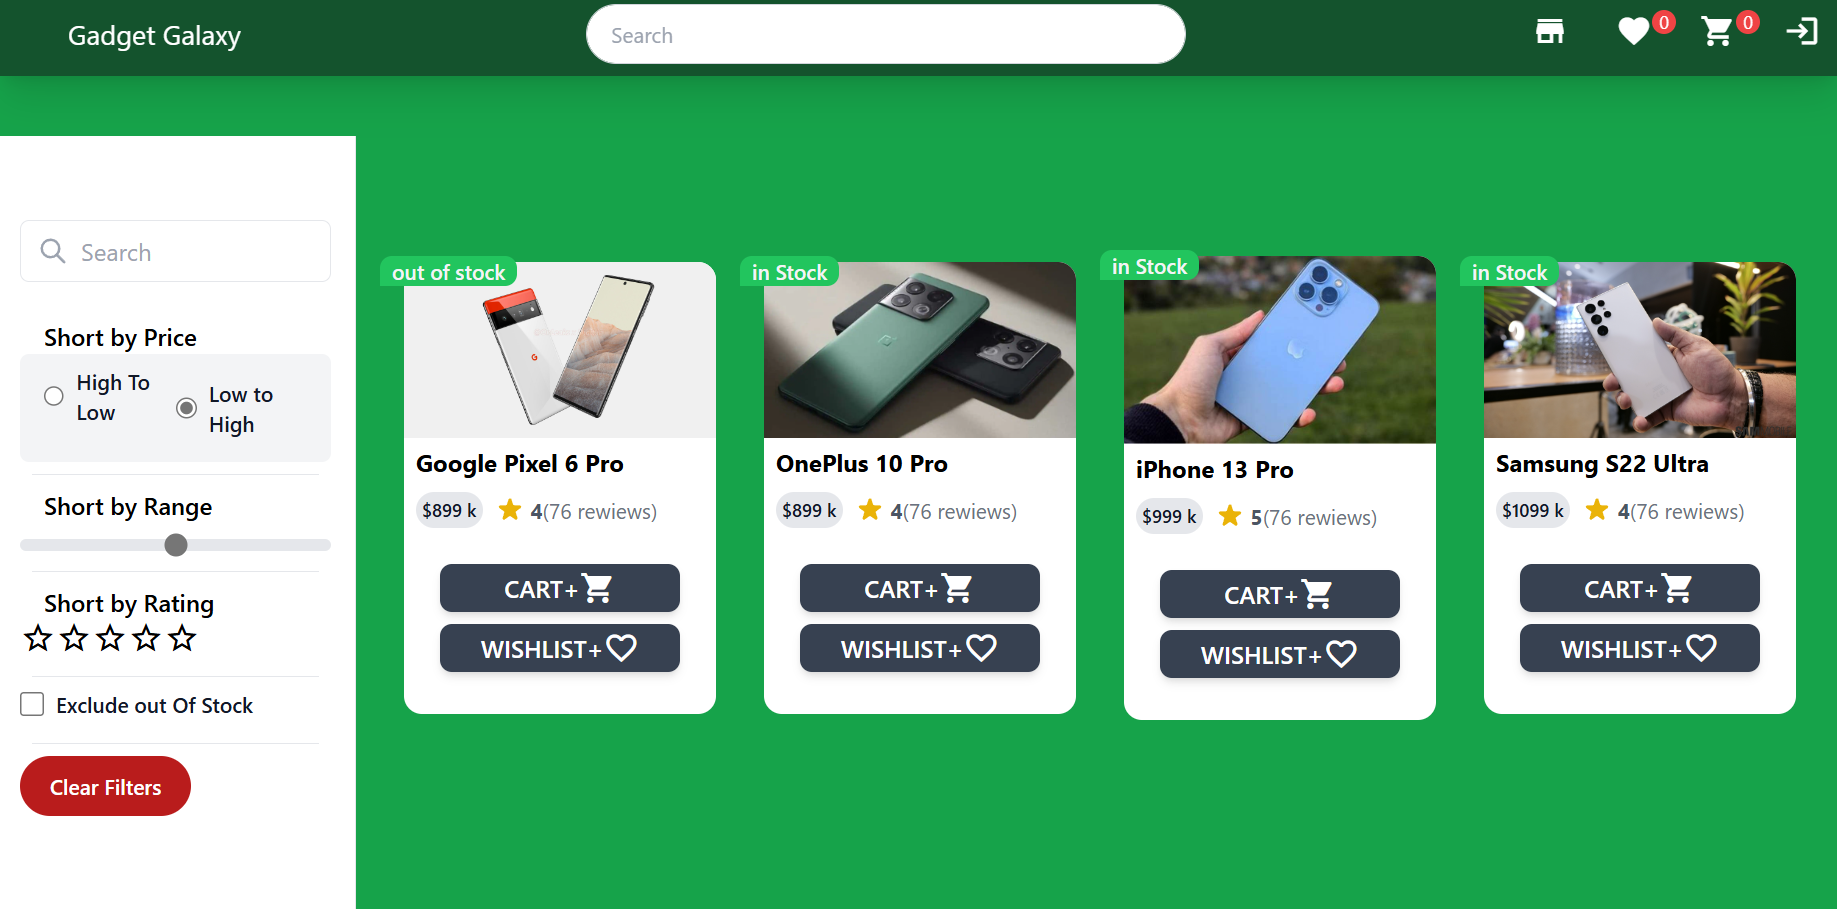 Gadget Galaxy
Search
0
0
Search
Short by Price
High To
Low
Low to
High
Short by Range
Short by Rating
Exclude out Of Stock
Clear Filters
out of stock
Google Pixel 6 Pro
$899 k 4(76 rewiews)
CART+
WISHLIST+
in Stock
OnePlus 10 Pro
$899 k 4(76 rewiews)
CART+
WISHLIST+
in Stock
iPhone 13 Pro
$999 k 5(76 rewiews)
CART+
WISHLIST+
in Stock
Samsung S22 Ultra
$1099 k 4(76 rewiews)
CART+
WISHLIST+